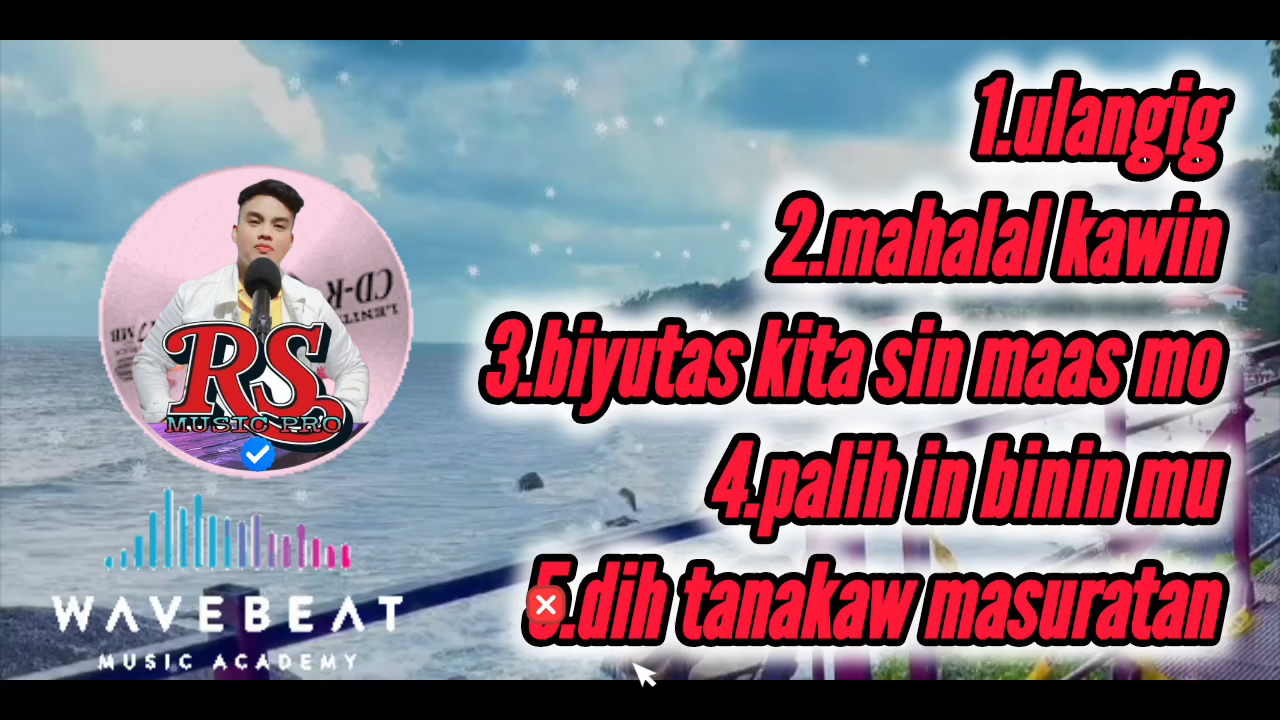 1.ulangig
2.mahalal kawin
3.biyutas kita sin maas mo
4.palih in binin mu
5.dih tanakaw masuratan
CD-R
RS
MUSIC PRO
WAVEBEAT
MUSIC ACADEMY